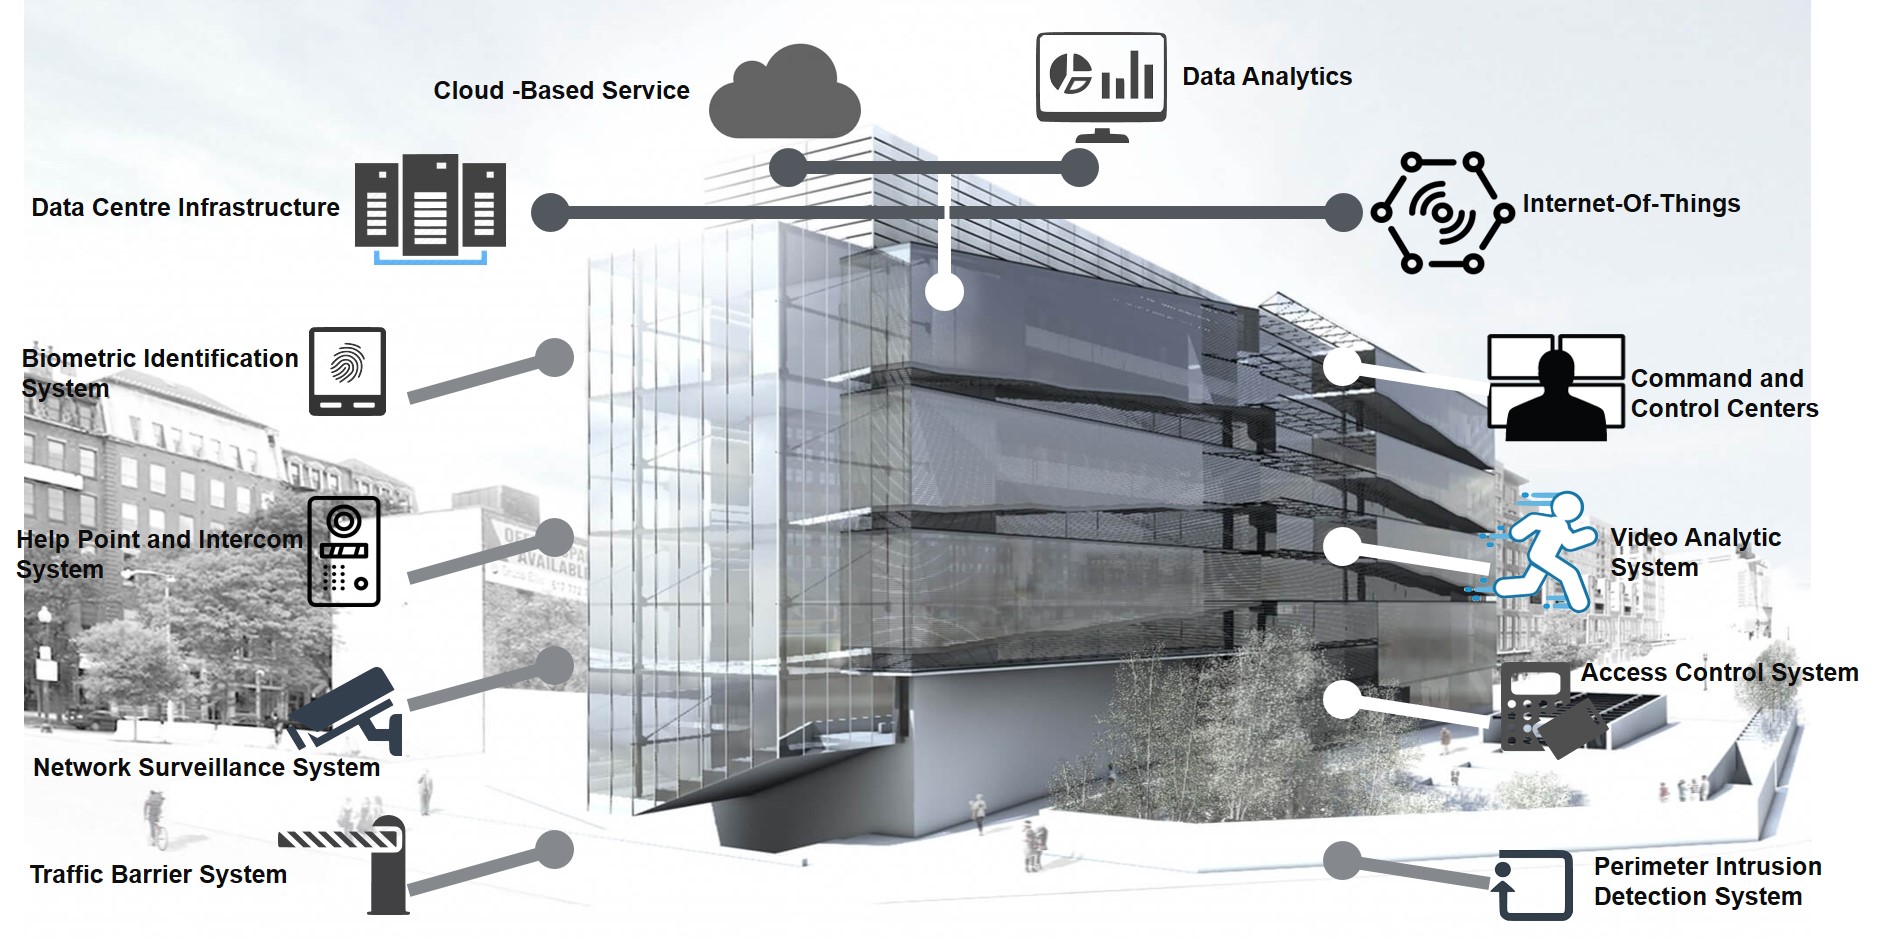 Cloud -Based Service
Data Analytics
Data Centre Infrastructure
Internet-Of-Things
Biometric Identification
System
Command and
Control Centers
Help Point and Intercom
System
Video Analytic
System
Access Control System
Network Surveillance System
Traffic Barrier System
Perimeter Intrusion
Detection System
AVAILABLE